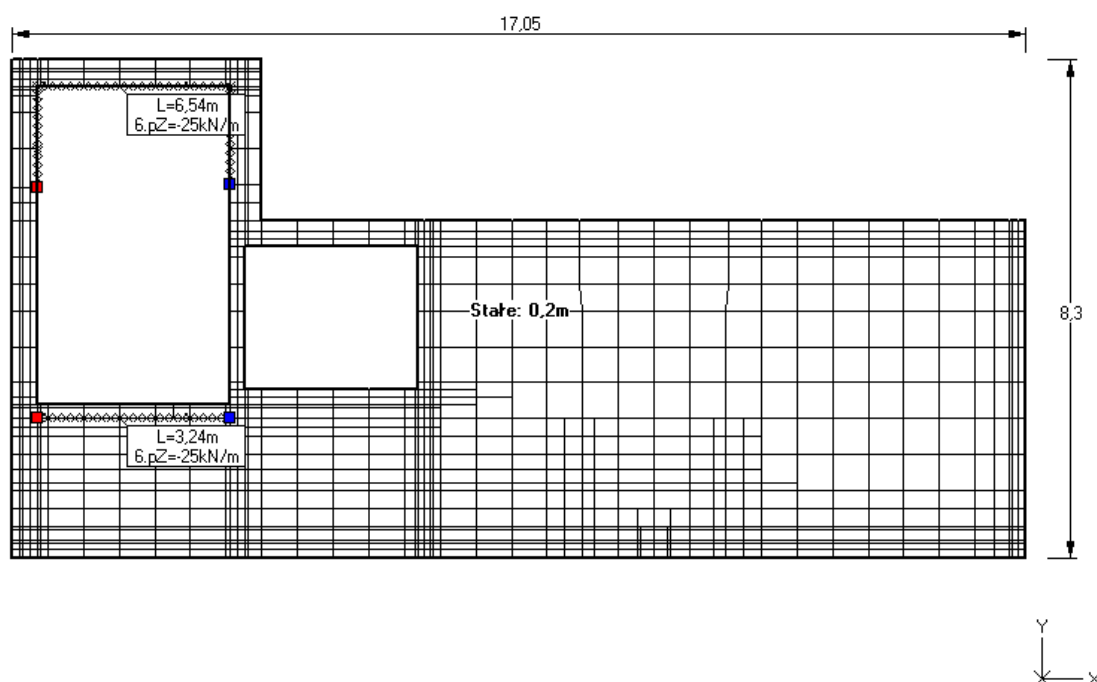 17,05
L=6,54m
6.pZ=-25kN/m
8,3
Stałe: 0,2m
L=3,24m
6.pZ=-25kN/m
Y
X